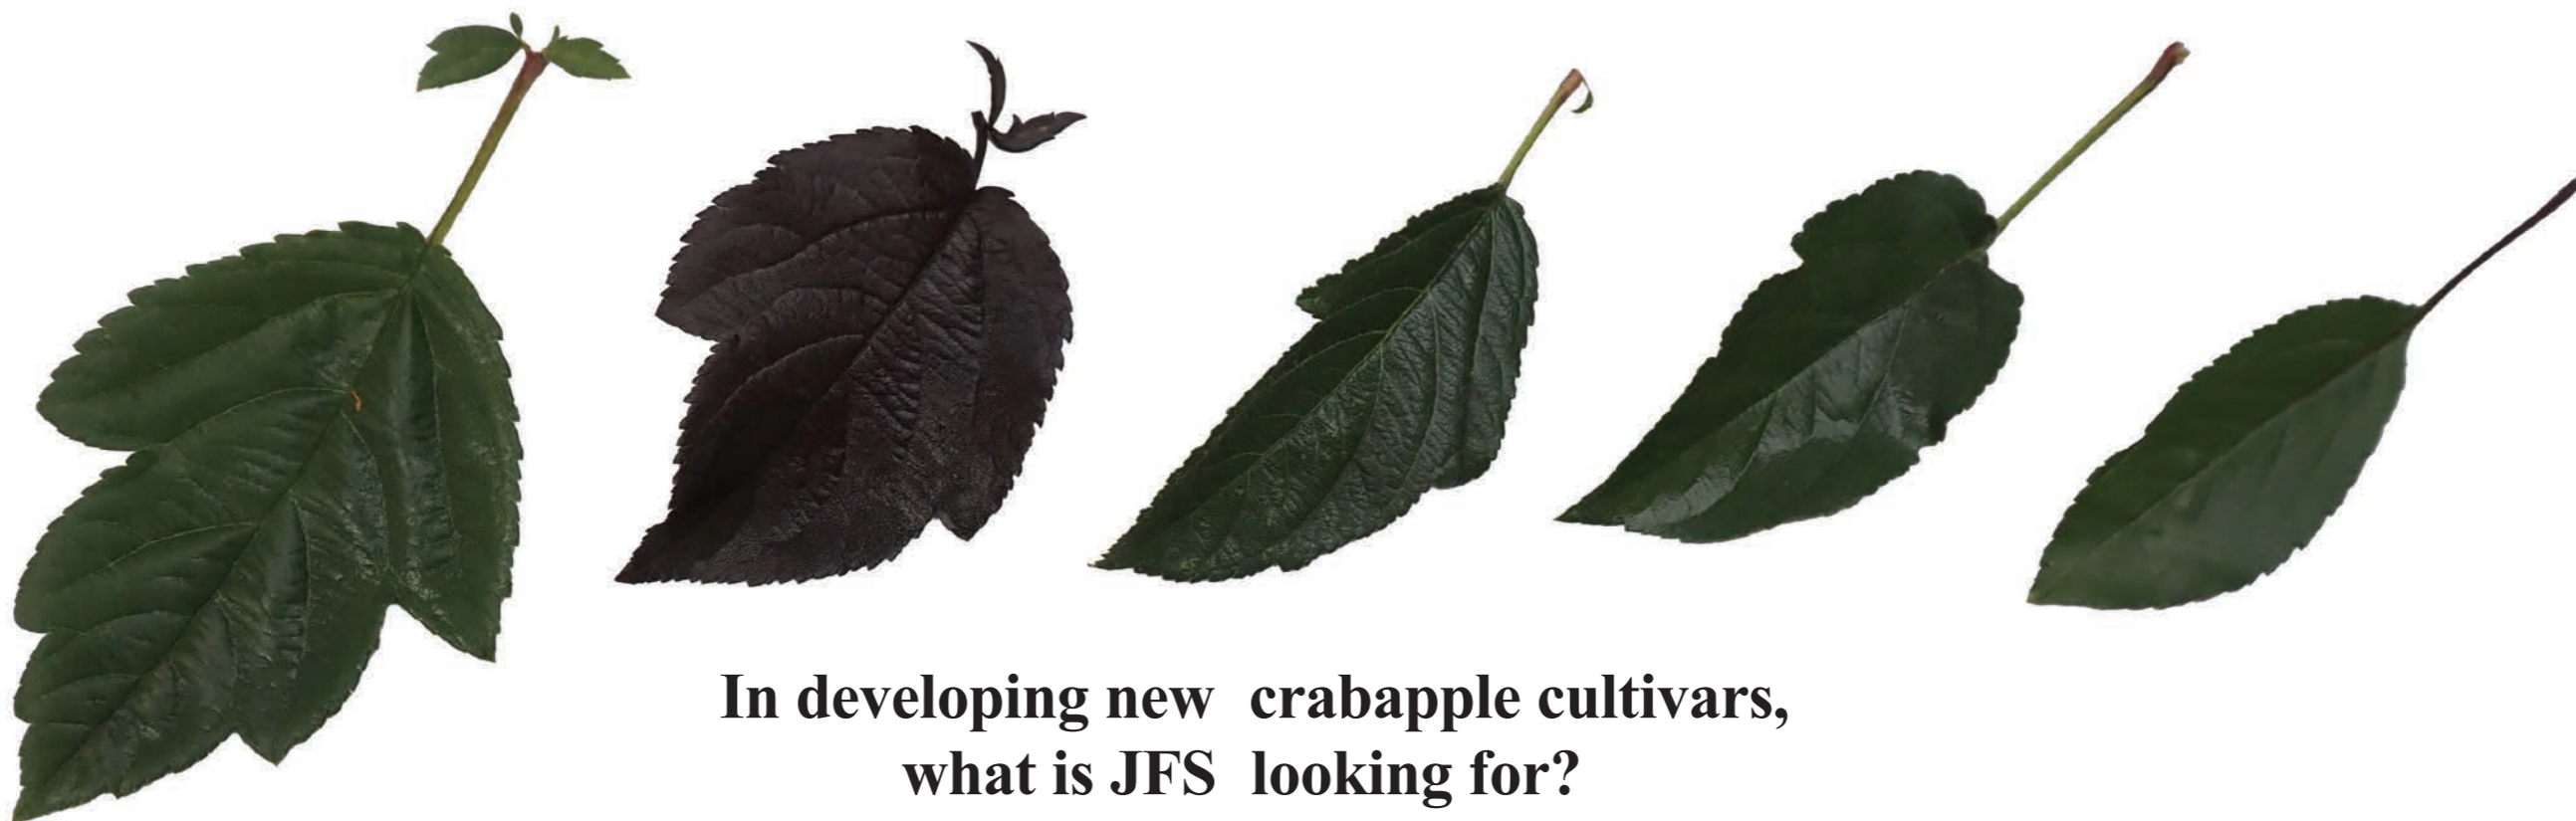 In developing new crabapple cultivars,
what is JFS looking for?